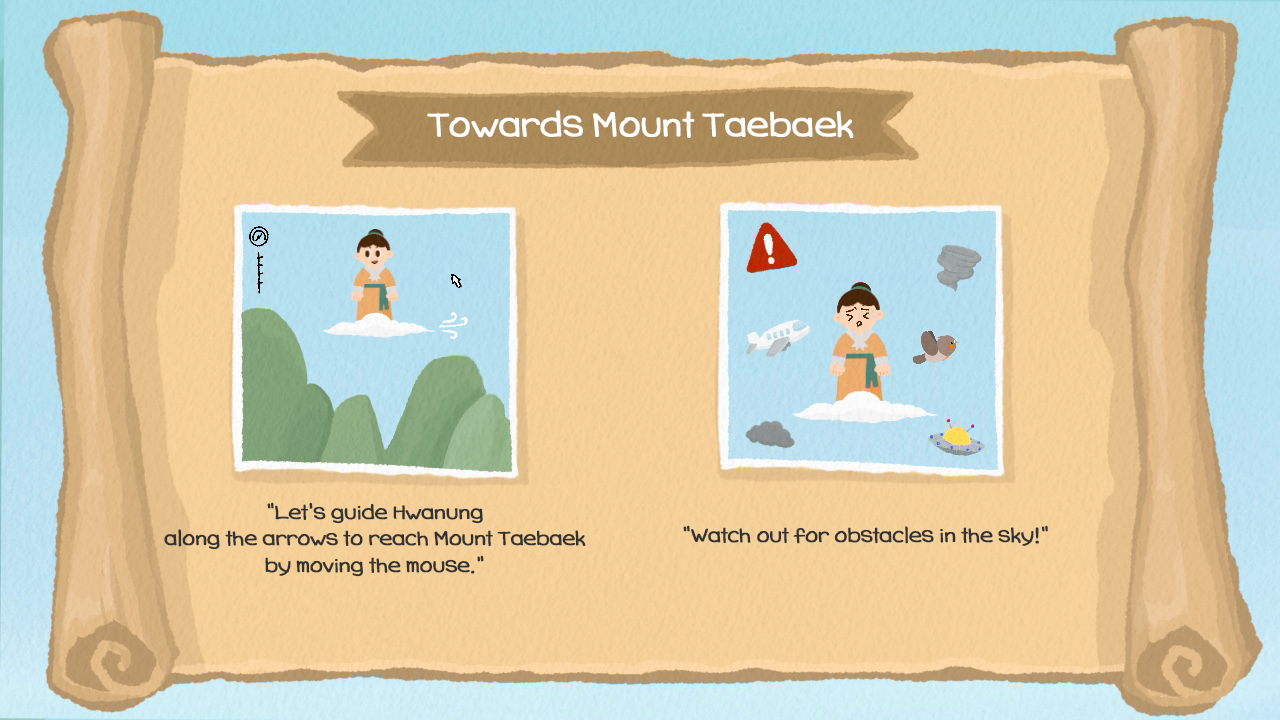 Towards Mount Taebaek
"Let's guide Hwanung
along the arrows to reach Mount Taebaek
by moving the mouse."
"Watch out for obstacles in the sky!"